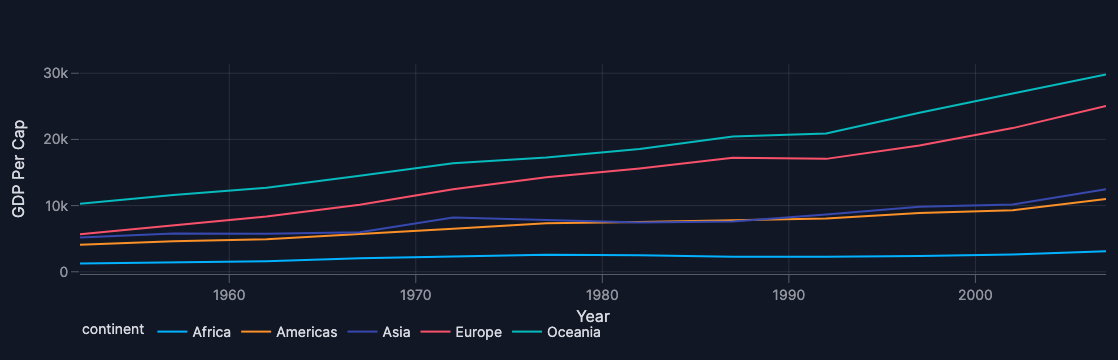 30k
20k
10k
0
GDP Per Cap
1960 1970 1980 1990 2000
Year
continent Africa Americas Asia Europe Oceania